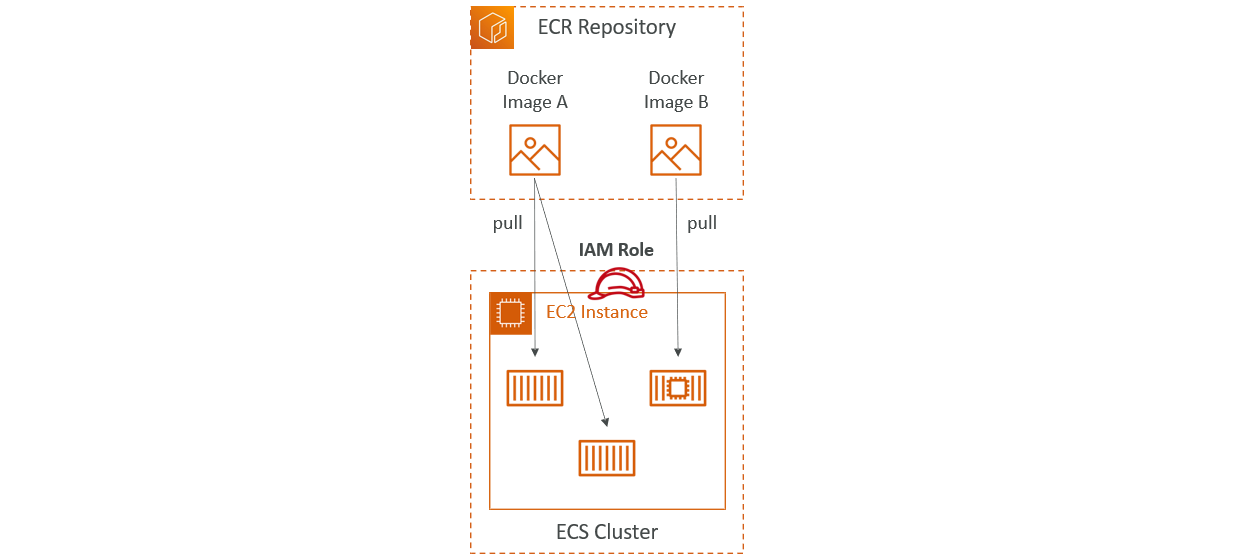 ECR Repository
Docker
Image A
Docker
Image B
pull
pull
IAM Role
EC2 Instance
ECS Cluster